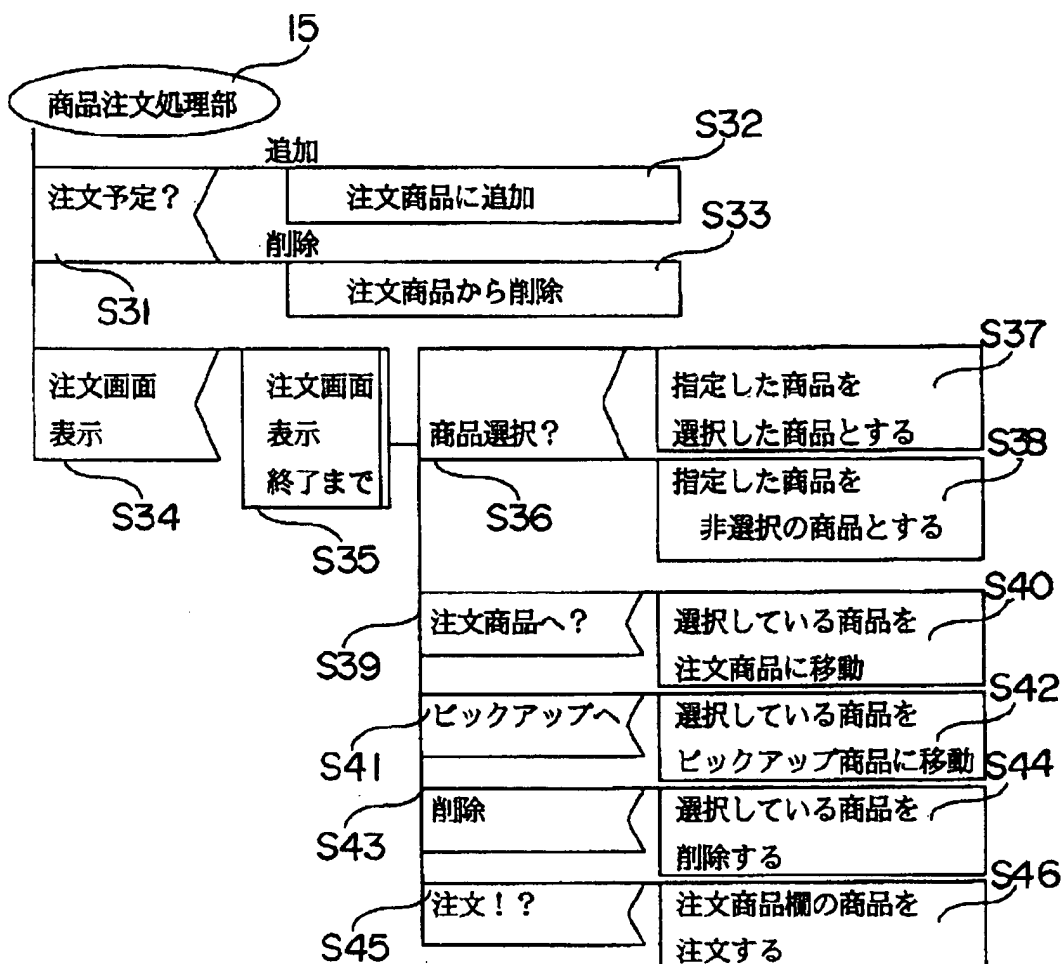 15
商品注文処理部
追加
S32
注文予定?
注文商品に追加
S33
削除
S31
注文商品から削除
S37
注文画面
表示
注文画面
表示
終了まで
商品選択?
指定した商品を
選択した商品とする
S38
S34
S35
S36
指定した商品を
非選択の商品とする
S40
注文商品へ?
選択している商品を
注文商品に移動
S39
S42
ピックアップへ
選択している商品を
ピックアップ商品に移動
S41
S44
削除
選択している商品を
削除する
S43
S46
注文!?
注文商品欄の商品を
注文する
S45